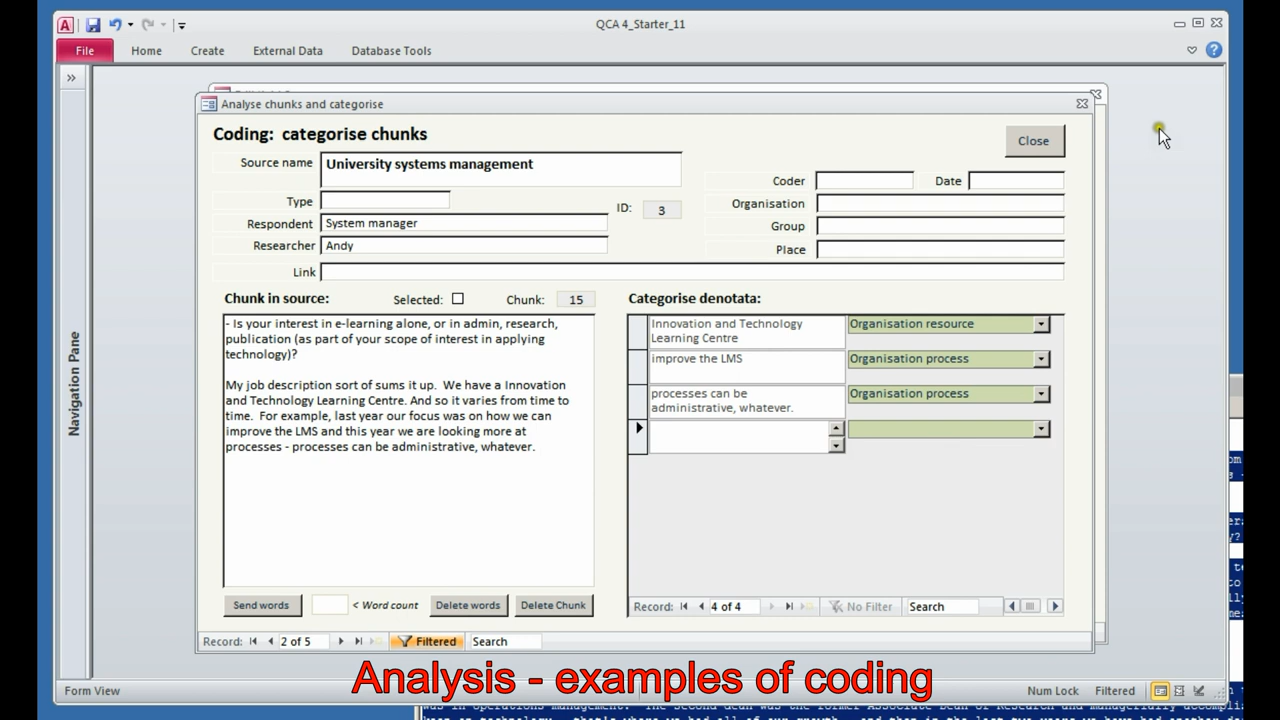 QCA 4_Starter_11
File Home Create External Data Database Tools
Analyse chunks and categorise
Coding: categorise chunks
Close
Source name University systems management
Coder Date
Type
ID: 3
Organisation
Respondent System manager
Group
Researcher Andy
Place
Link
Chunk in source: Selected: Chunk: 15
Categorise denotata:
- Is your interest in e-learning alone, or in admin, research,
publication (as part of your scope of interest in applying
technology)?
My job description sort of sums it up. We have a Innovation
and Technology Learning Centre. And so it varies from time to
time. For example, last year our focus was on how we can
improve the LMS and this year we are looking more at
processes - processes can be administrative, whatever.
Innovation and Technology
Learning Centre
Organisation resource
improve the LMS
Organisation process
processes can be
administrative, whatever.
Organisation process
Send words < Word count Delete words Delete Chunk
Record: 4 of 4 No Filter Search
Record: 2 of 5 Filtered Search
Navigation Pane
Analysis - examples of coding
Form View
Num Lock Filtered